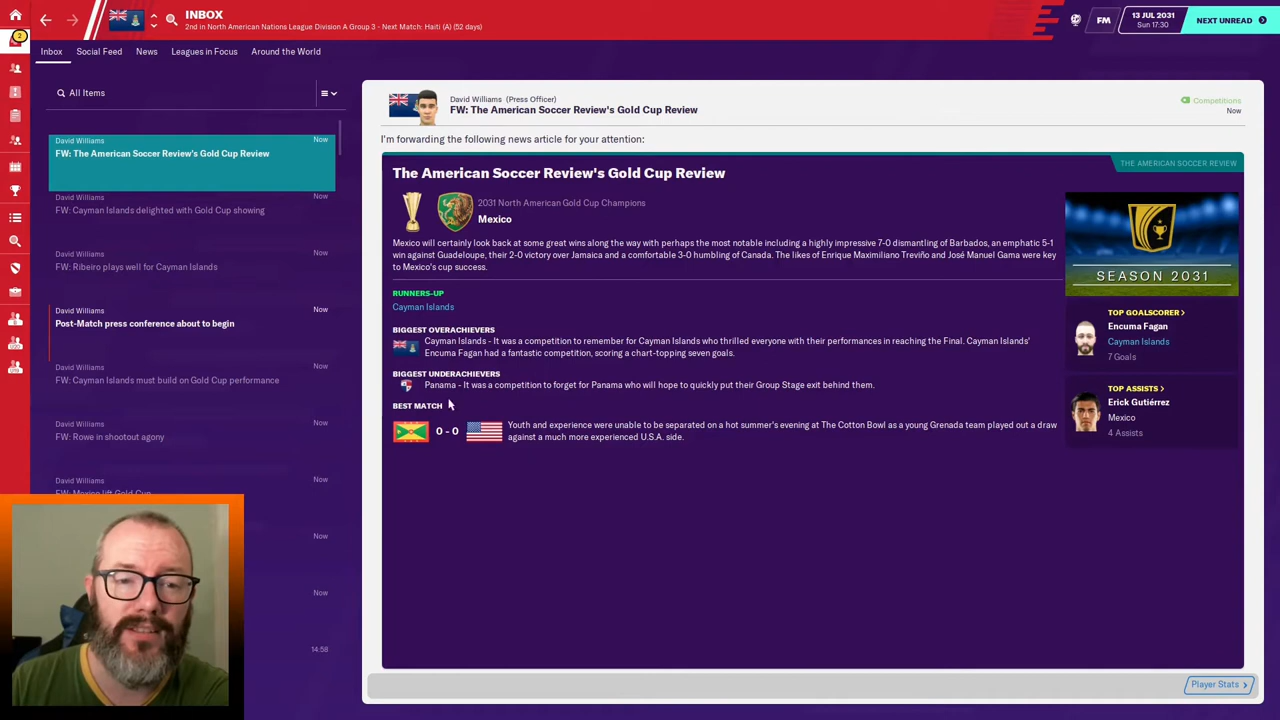 INBOX
2nd in North American Nations League Division A Group 3 - Next Match: Haiti (A) (52 days)
FM
13 JUL 2031
Sun 17:30
NEXT UNREAD
2
Inbox
Social Feed
News
Leagues in Focus
Around the World
All Items
David Williams
Now
FW: The American Soccer Review's Gold Cup Review
David Williams
Now
FW: Cayman Islands delighted with Gold Cup showing
David Williams
Now
FW: Ribeiro plays well for Cayman Islands
David Williams
Now
Post-Match press conference about to begin
David Williams
Now
FW: Cayman Islands must build on Gold Cup performance
David Williams
Now
FW: Rowe in shootout agony
David Williams
Now
FW: Mexico lift Gold Cup
Now
Now
14:58
David Williams (Press Officer)
FW: The American Soccer Review's Gold Cup Review
Competitions
Now
I'm forwarding the following news article for your attention:
THE AMERICAN SOCCER REVIEW
The American Soccer Review's Gold Cup Review
2031 North American Gold Cup Champions
Mexico
Mexico will certainly look back at some great wins along the way with perhaps the most notable including a highly impressive 7-0 dismantling of Barbados, an emphatic 5-1
win against Guadeloupe, their 2-0 victory over Jamaica and a comfortable 3-0 humbling of Canada. The likes of Enrique Maximiliano Treviño and José Manuel Gama were key
to Mexico's cup success.
RUNNERS-UP
Cayman Islands
BIGGEST OVERACHIEVERS
Cayman Islands - It was a competition to remember for Cayman Islands who thrilled everyone with their performances in reaching the Final. Cayman Islands'
Encuma Fagan had a fantastic competition, scoring a chart-topping seven goals.
BIGGEST UNDERACHIEVERS
Panama - It was a competition to forget for Panama who will hope to quickly put their Group Stage exit behind them.
BEST MATCH
0 - 0
Youth and experience were unable to be separated on a hot summer's evening at The Cotton Bowl as a young Grenada team played out a draw
against a much more experienced U.S.A. side.
SEASON 2031
TOP GOALSCORER
Encuma Fagan
Cayman Islands
7 Goals
TOP ASSISTS
Erick Gutiérrez
Mexico
4 Assists
Player Stats